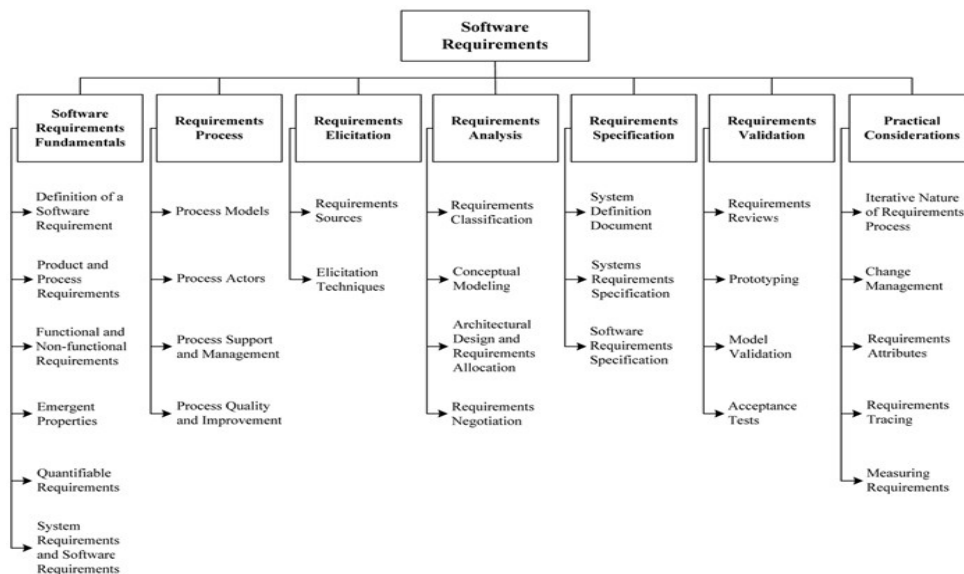 Software
Requirements
Software
Requirements
Fundamentals
Requirements
Process
Requirements
Elicitation
Requirements
Analysis
Requirements
Specification
Requirements
Validation
Practical
Considerations
Definition of a
Software
Requirement
Product and
Process
Requirements
Functional and
Non-functional
Requirements
Emergent
Properties
Quantifiable
Requirements
System
Requirements
and Software
Requirements
Process Models
Process Actors
Process Support
and Management
Process Quality
and Improvement
Requirements
Sources
Elicitation
Techniques
Requirements
Classification
Conceptual
Modeling
Architectural
Design and
Requirements
Allocation
Requirements
Negotiation
System
Definition
Document
Systems
Requirements
Specification
Software
Requirements
Specification
Requirements
Reviews
Prototyping
Model
Validation
Acceptance
Tests
Iterative Nature
of Requirements
Process
Change
Management
Requirements
Attributes
Requirements
Tracing
Measuring
Requirements